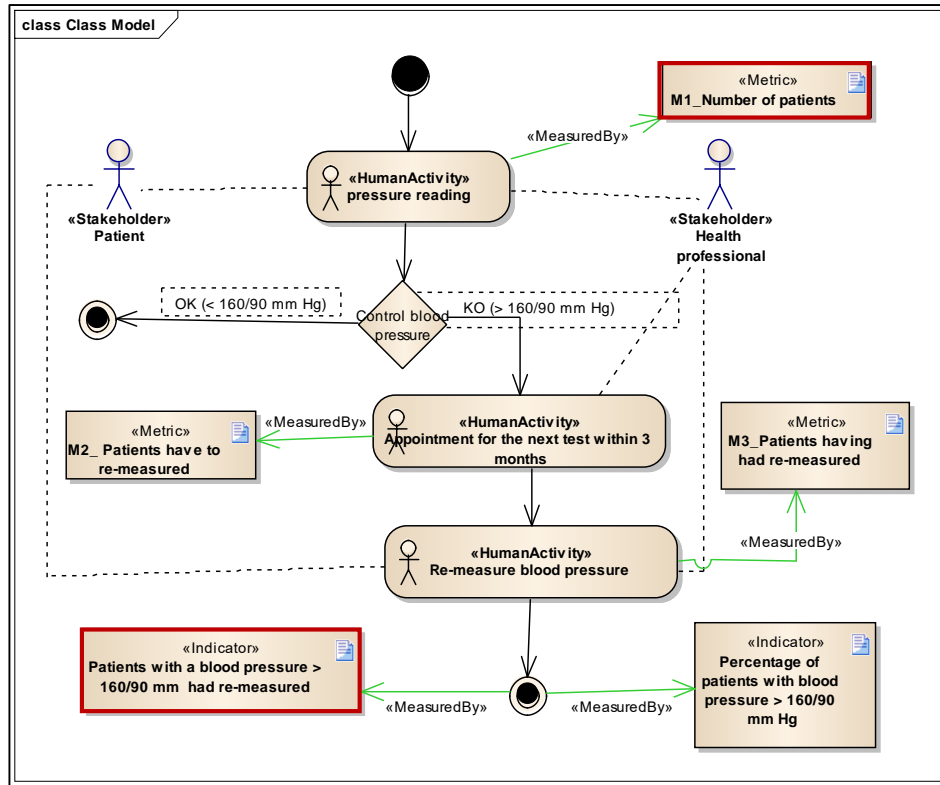 class Class Model
«Metric»
M1_Number of patients
«MeasuredBy»
«HumanActivity»
pressure reading
«Stakeholder»
Patient
«Stakeholder»
Health
professional
OK (< 160/90 mm Hg)
KO (> 160/90 mm Hg)
Control blood
pressure
«Metric»
M2_ Patients have to
re-measured
«MeasuredBy»
«HumanActivity»
Appointment for the next test within 3
months
«Metric»
M3_Patients having
had re-measured
«MeasuredBy»
«HumanActivity»
Re-measure blood pressure
«Indicator»
Patients with a blood pressure >
160/90 mm had re-measured
«MeasuredBy»
«MeasuredBy»
«Indicator»
Percentage of
patients with blood
pressure > 160/90
mm Hg